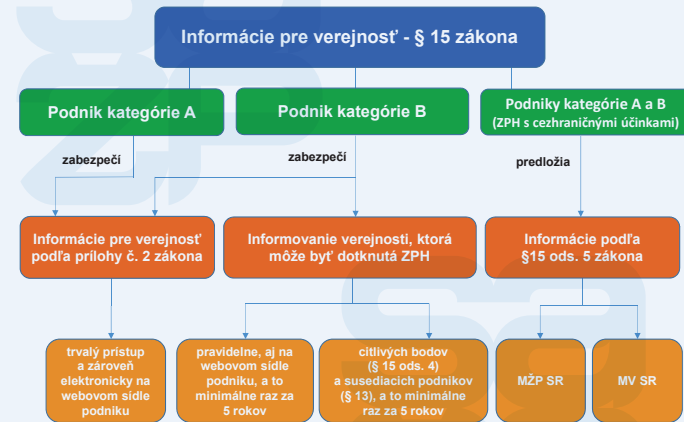 Informácie pre verejnosť - § 15 zákona
Podnik kategórie A
Podnik kategórie B
Podniky kategórie A a B
(ZPH s cezhraničnými účinkami)
zabezpečí
zabezpečí
predložia
Informácie pre verejnosť
podľa prílohy č. 2 zákona
Informovanie verejnosti, ktorá
môže byť dotknutá ZPH
Informácie podľa
§15 ods. 5 zákona
trvalý prístup
a zároveň
elektronicky na
webovom sídle
podniku
pravidelne, aj na
webovom sídle
podniku, a to
minimálne raz za
5 rokov
citlivých bodov
(§ 15 ods. 4)
a susediacich podnikov
(§ 13), a to minimálne
raz za 5 rokov
MŽP SR
MV SR